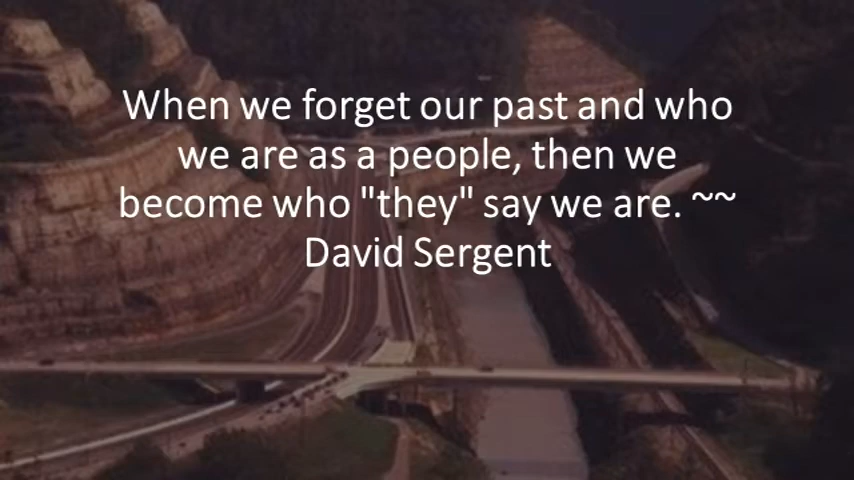 When we forget our past and who
we are as a people, then we
become who "they" say we are. ~~
David Sergent